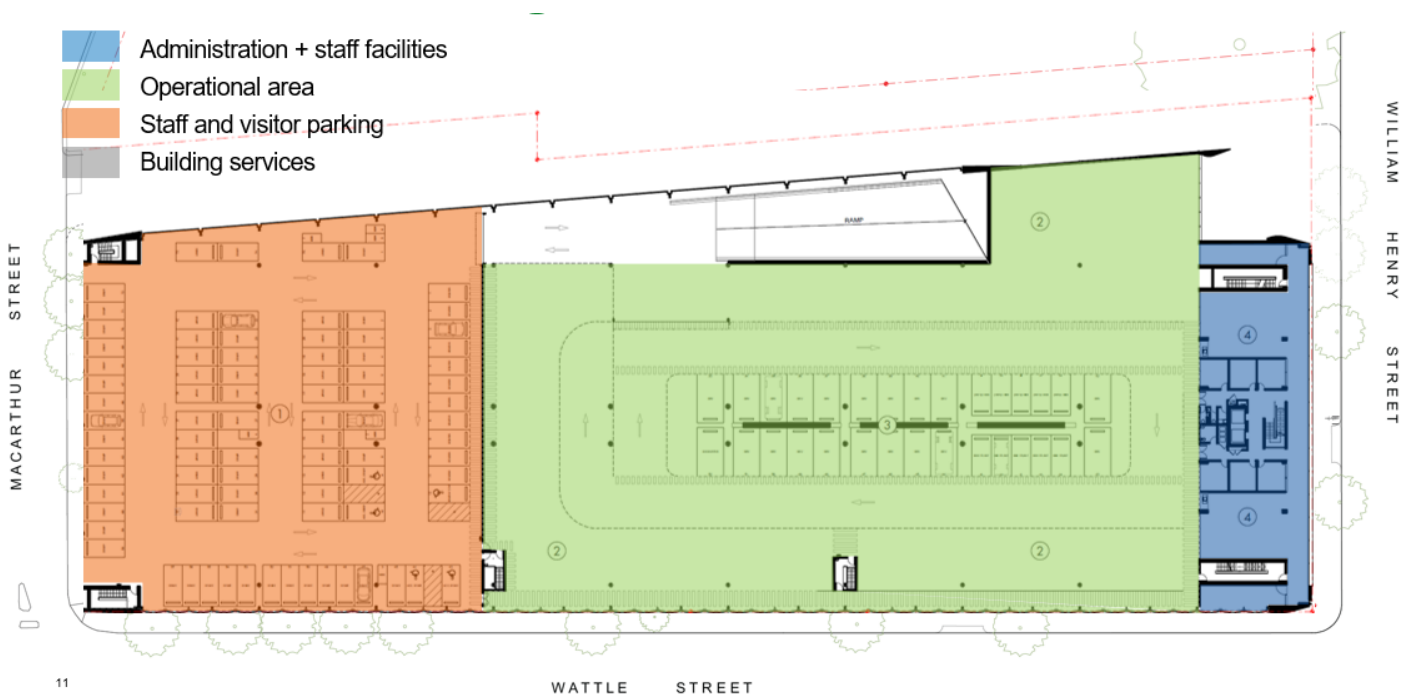 Administration + staff facilities
Operational area
Staff and visitor parking
Building services
RAMP
2
WILLIAM HENRY STREET
MACARTHUR STREET
4
1
3
4
2
2
11
WATTLE STREET